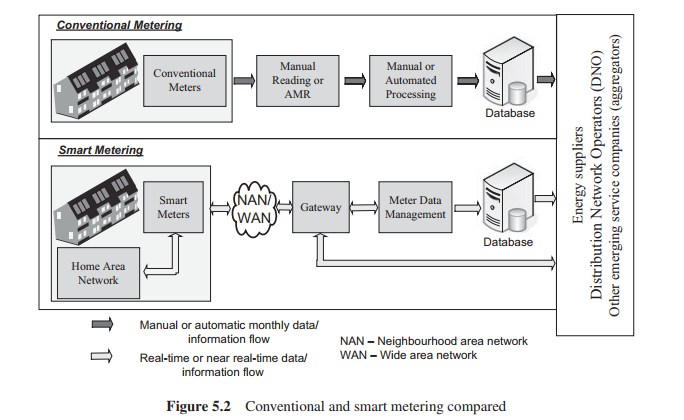 Conventional Metering
Conventional
Meters
Manual
Reading or
AMR
Manual or
Automated
Processing
Database
Smart Metering
Smart
Meters
Home Area
Network
NAN/
WAN
Gateway
Meter Data
Management
Database
Energy suppliers
Distribution Network Operators (DNO)
Other emerging service companies (aggregators)
Manual or automatic monthly data/
information flow
Real-time or near real-time data/
information flow
NAN – Neighbourhood area network
WAN – Wide area network
Figure 5.2 Conventional and smart metering compared